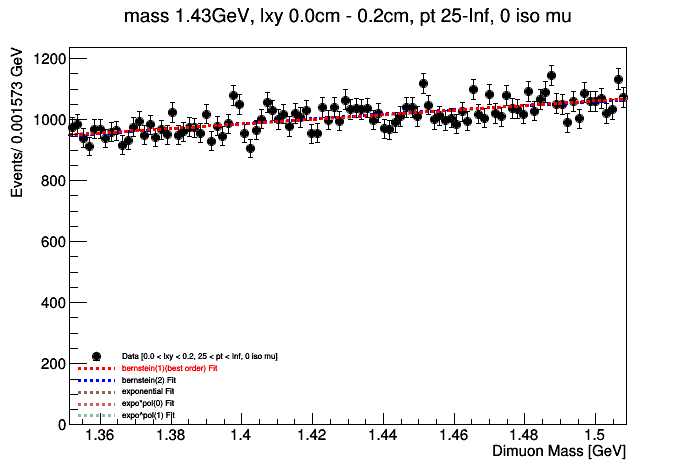 mass 1.43GeV, lxy 0.0cm - 0.2cm, pt 25-Inf, 0 iso mu
Events/ 0.001573 GeV
1200
1000
800
600
400
200
0
Data [0.0 < lxy < 0.2, 25 < pt < Inf, 0 iso mu]
bernstein(1)(best order) Fit
bernstein(2) Fit
exponential Fit
expo*pol(0) Fit
expo*pol(1) Fit
1.36 1.38 1.4 1.42 1.44 1.46 1.48 1.5
Dimuon Mass [GeV]